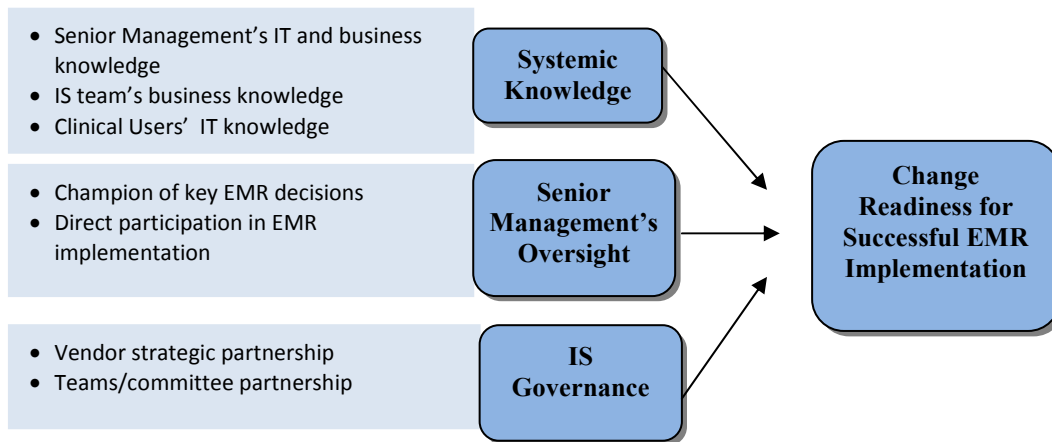 • Senior Management's IT and business
knowledge
• IS team's business knowledge
• Clinical Users'  IT knowledge
Systemic
Knowledge
• Champion of key EMR decisions
• Direct participation in EMR
implementation
Senior
Management's
Oversight
• Vendor strategic partnership
• Teams/committee partnership
IS
Governance
Change
Readiness for
Successful EMR
Implementation